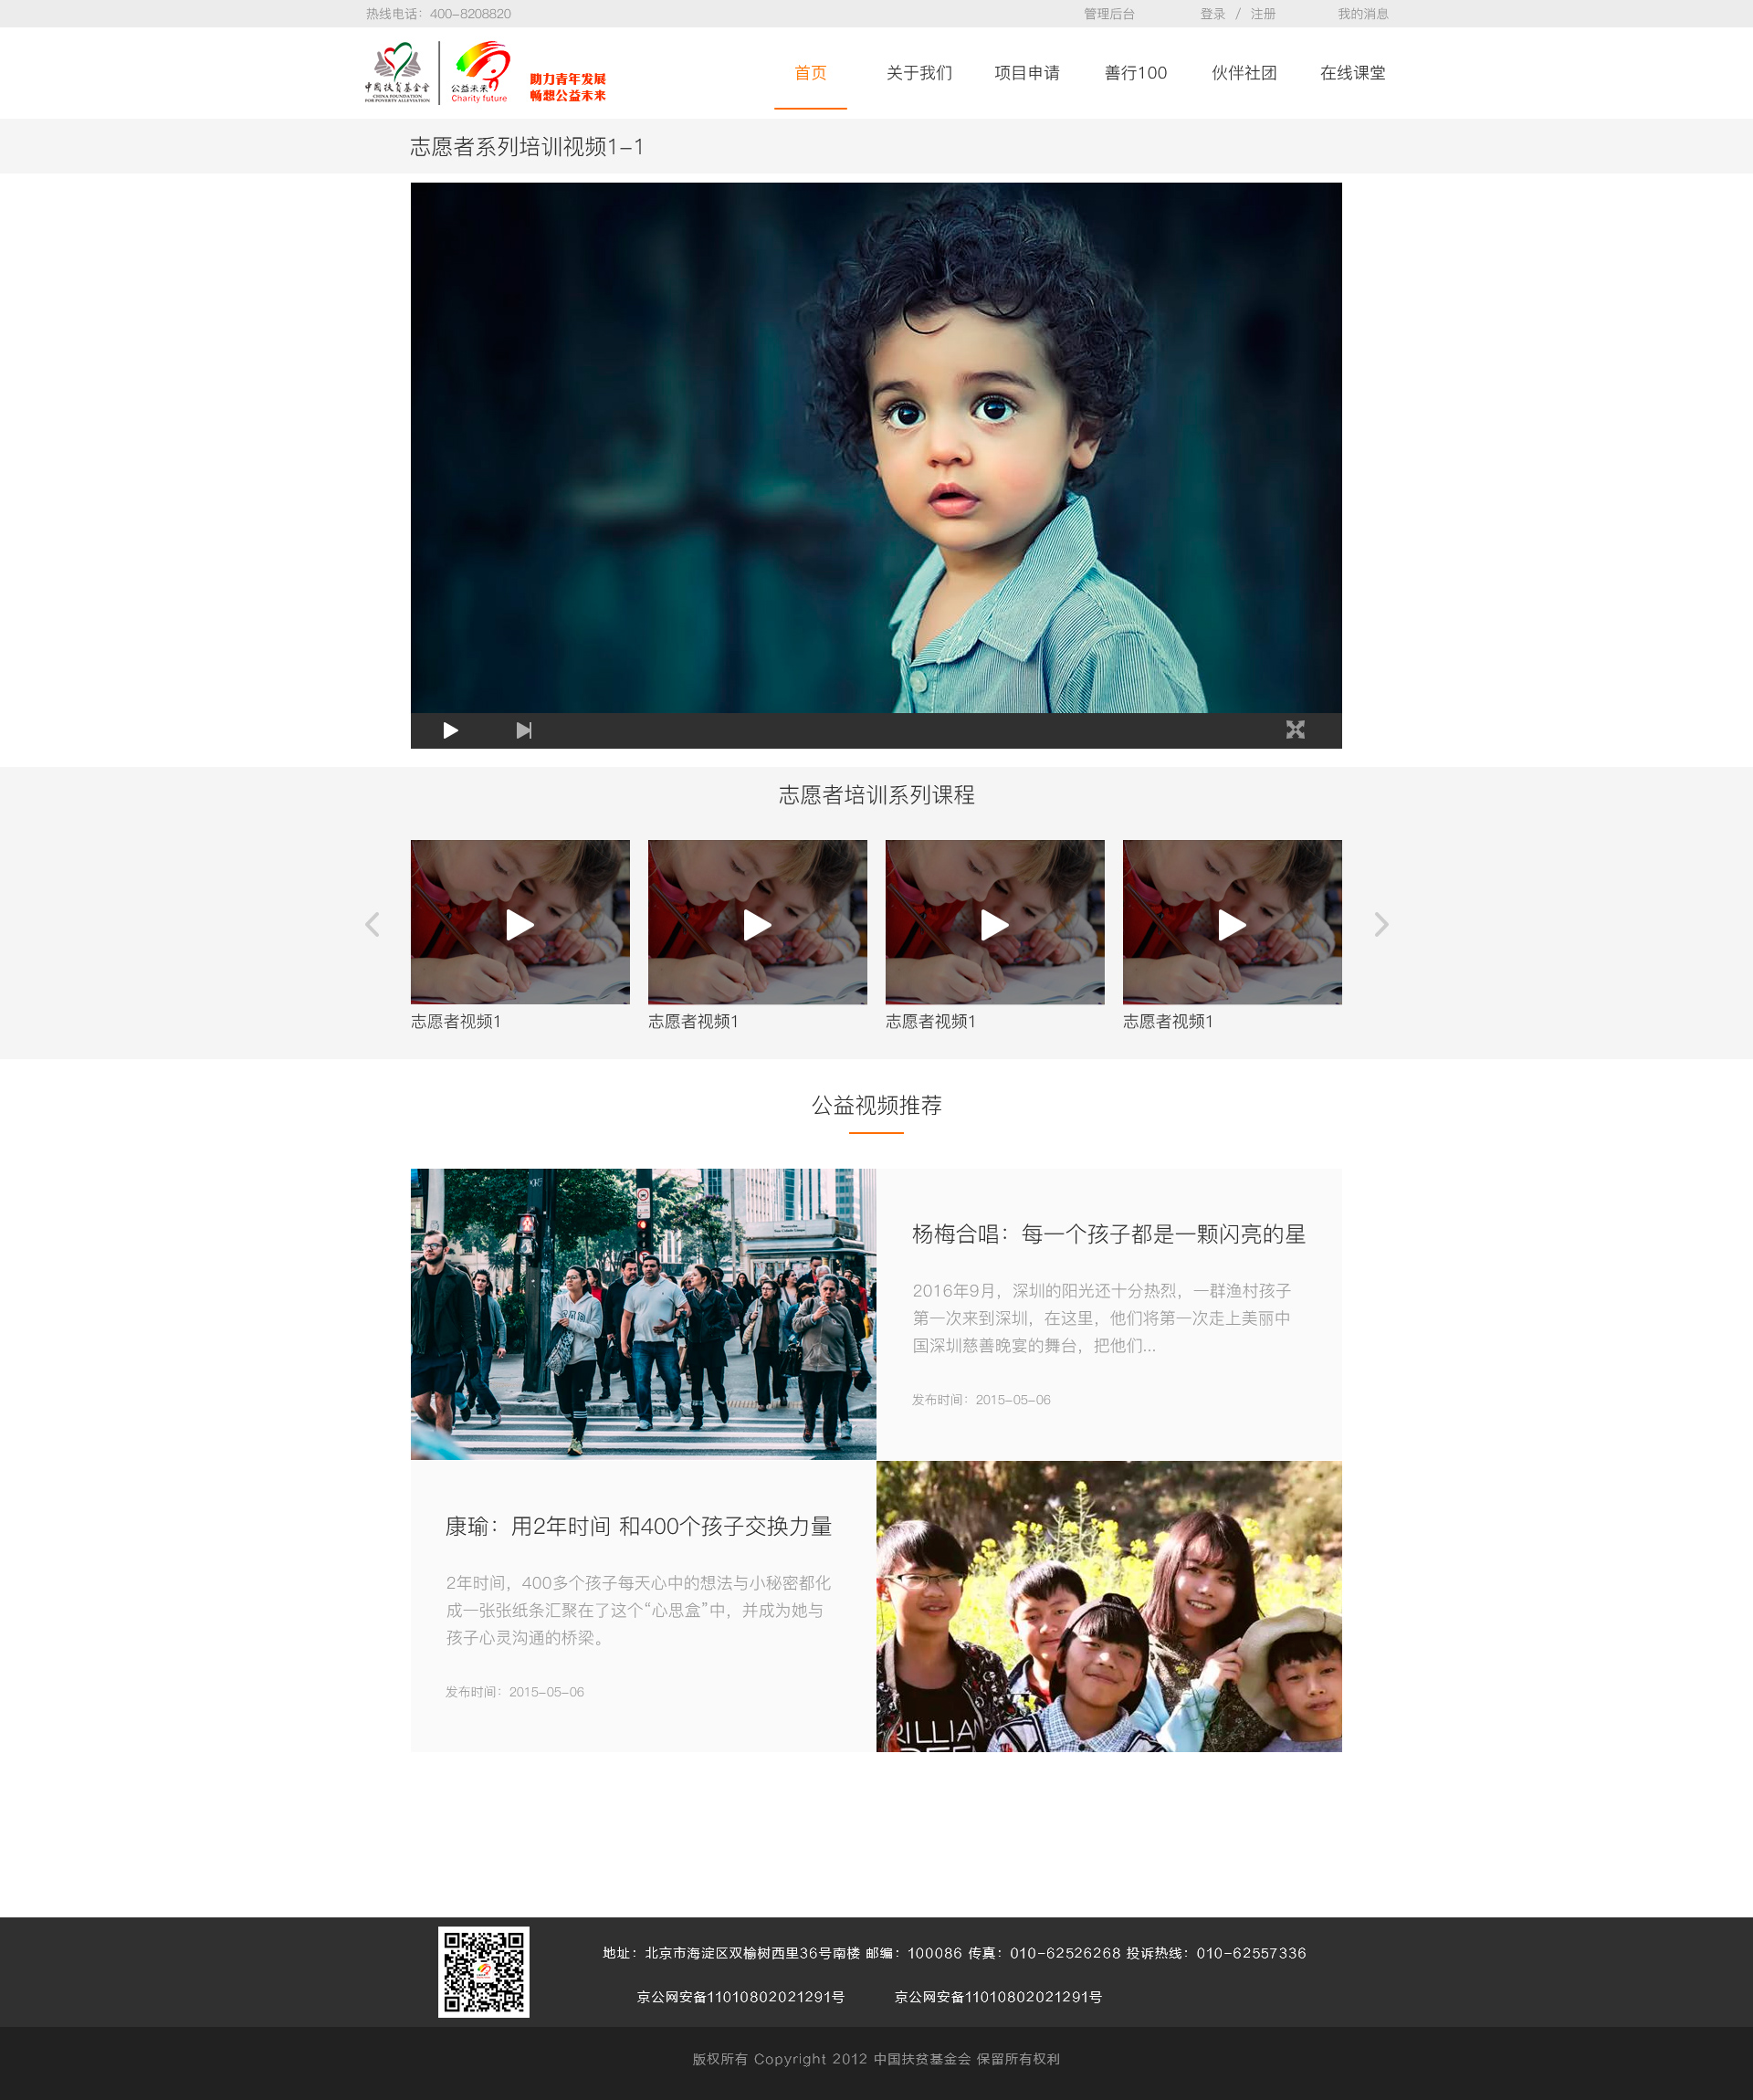 热线电话：400-8208820
管理后台
登录 / 注册
我的消息
中国扶贫基金会
CHINA FOUNDATION
FOR POVERTY ALLEVIATION
公益未来
Charity future
助力青年发展
畅想公益未来
首页
关于我们
项目申请
善行100
伙伴社团
在线课堂
志愿者系列培训视频1-1
志愿者培训系列课程
志愿者视频1
志愿者视频1
志愿者视频1
志愿者视频1
公益视频推荐
杨梅合唱：每一个孩子都是一颗闪亮的星
2016年9月，深圳的阳光还十分热烈，一群渔村孩子
第一次来到深圳，在这里，他们将第一次走上美丽中
国深圳慈善晚宴的舞台，把他们...
发布时间：2015-05-06
康瑜：用2年时间 和400个孩子交换力量
2年时间，400多个孩子每天心中的想法与小秘密都化
成一张张纸条汇聚在了这个“心思盒”中，并成为她与
孩子心灵沟通的桥梁。
发布时间：2015-05-06
地址：北京市海淀区双榆树西里36号南楼 邮编：100086 传真：010-62526268 投诉热线：010-62557336
京公网安备11010802021291号
京公网安备11010802021291号
版权所有 Copyright 2012 中国扶贫基金会 保留所有权利